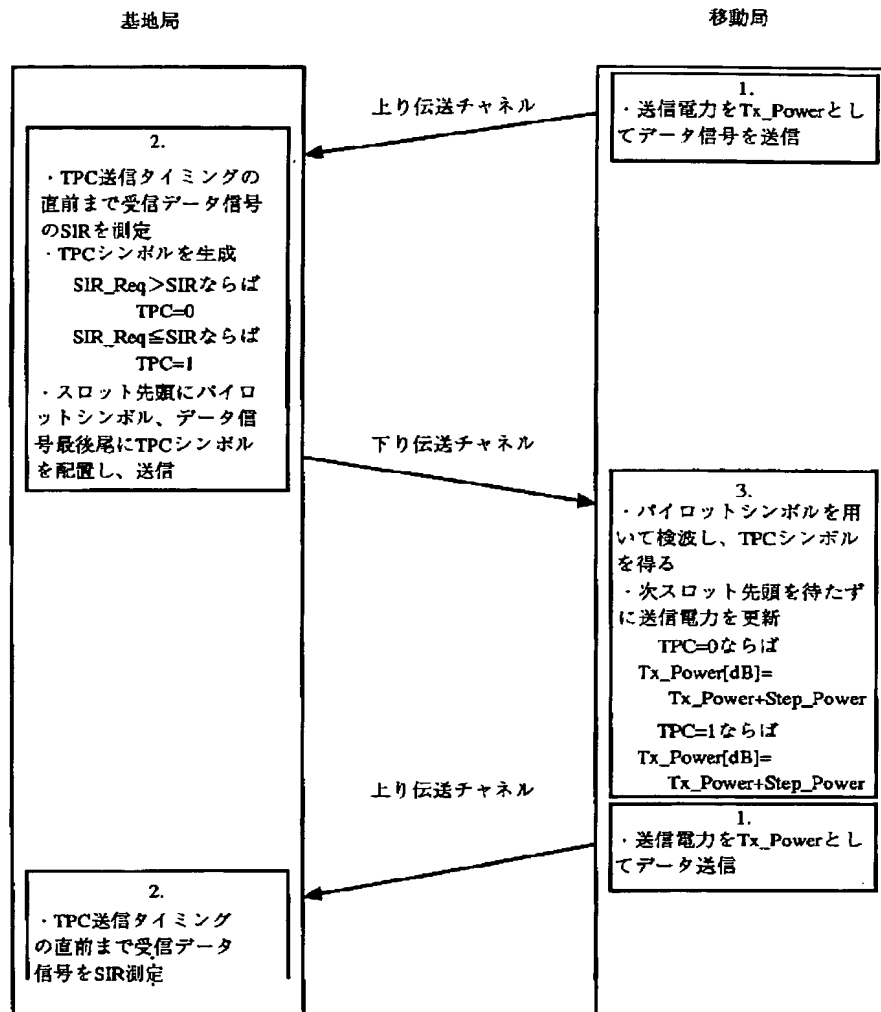 基地局
移動局
1.
・送信電力をTx_Powerとし
てデータ信号を送信
上り伝送チャネル
2.
・TPC送信タイミングの
直前まで受信データ信号
のSIRを測定
・TPCシンボルを生成
SIR_Req>SIRならば
TPC=0
SIR_Req≦SIRならば
TPC=1
・スロット先頭にパイロ
ットシンボル、データ信
号最後尾にTPCシンボル
を配置し、送信
下り伝送チャネル
3.
・パイロットシンボルを用
いて検波し、TPCシンボル
を得る
・次スロット先頭を待たず
に送信電力を更新
TPC=0ならば
Tx_Power[dB]=
Tx_Power+Step_Power
TPC=1ならば
Tx_Power[dB]=
Tx_Power+Step_Power
上り伝送チャネル
1.
・送信電力をTx_Powerとし
てデータ送信
2.
・TPC送信タイミング
の直前まで受信データ
信号をSIR測定